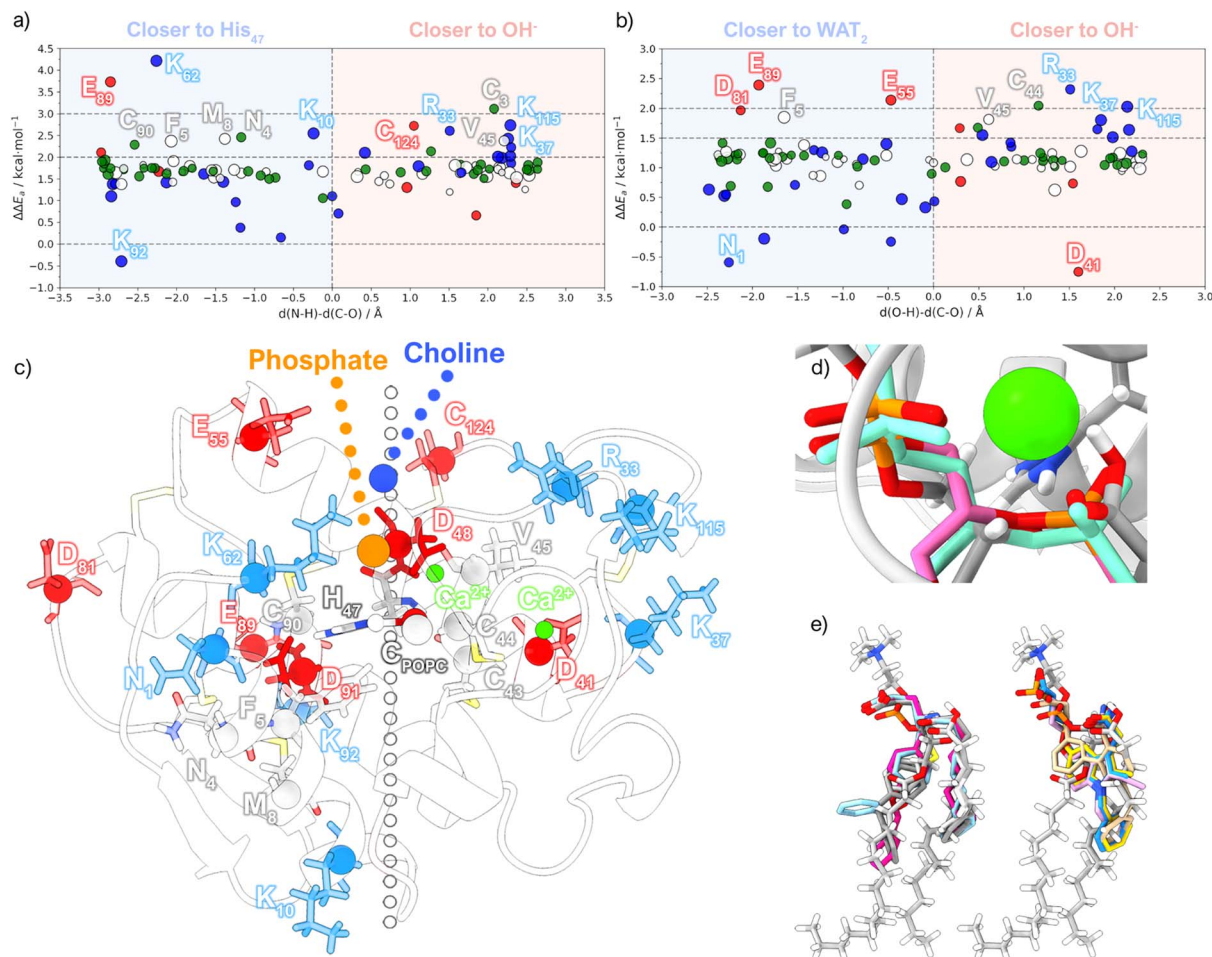 a)
Closer to His47
Closer to OH-
4.5
4.0
3.5
3.0
2.5
2.0
1.5
1.0
0.5
0.0
−0.5
−1.0
ΔΔEa / kcal·mol−1
E89
K62
C90
F5
M8
N4
K10
K92
R33
C3
K115
C124
V45
K37
−3.5 −3.0 −2.5 −2.0 −1.5 −1.0 −0.5 0.0 0.5 1.0 1.5 2.0 2.5 3.0 3.5
d(N-H)-d(C-O) / Å
b)
Closer to WAT2
Closer to OH-
3.0
2.5
2.0
1.5
1.0
0.5
0.0
−0.5
−1.0
ΔΔEa / kcal·mol−1
D81
E89
F5
E55
N1
V45
C44
R33
K37
K115
D41
−3.0 −2.5 −2.0 −1.5 −1.0 −0.5 0.0 0.5 1.0 1.5 2.0 2.5 3.0
d(O-H)-d(C-O) / Å
c)
Phosphate
Choline
E55
C124
R33
K115
D48
V45
K62
D81
H47
Ca2+
Ca2+
E89
C90
C44
K37
N1
CPOPC
D41
D91
C43
F5
K92
N4
M8
K10
d)
e)